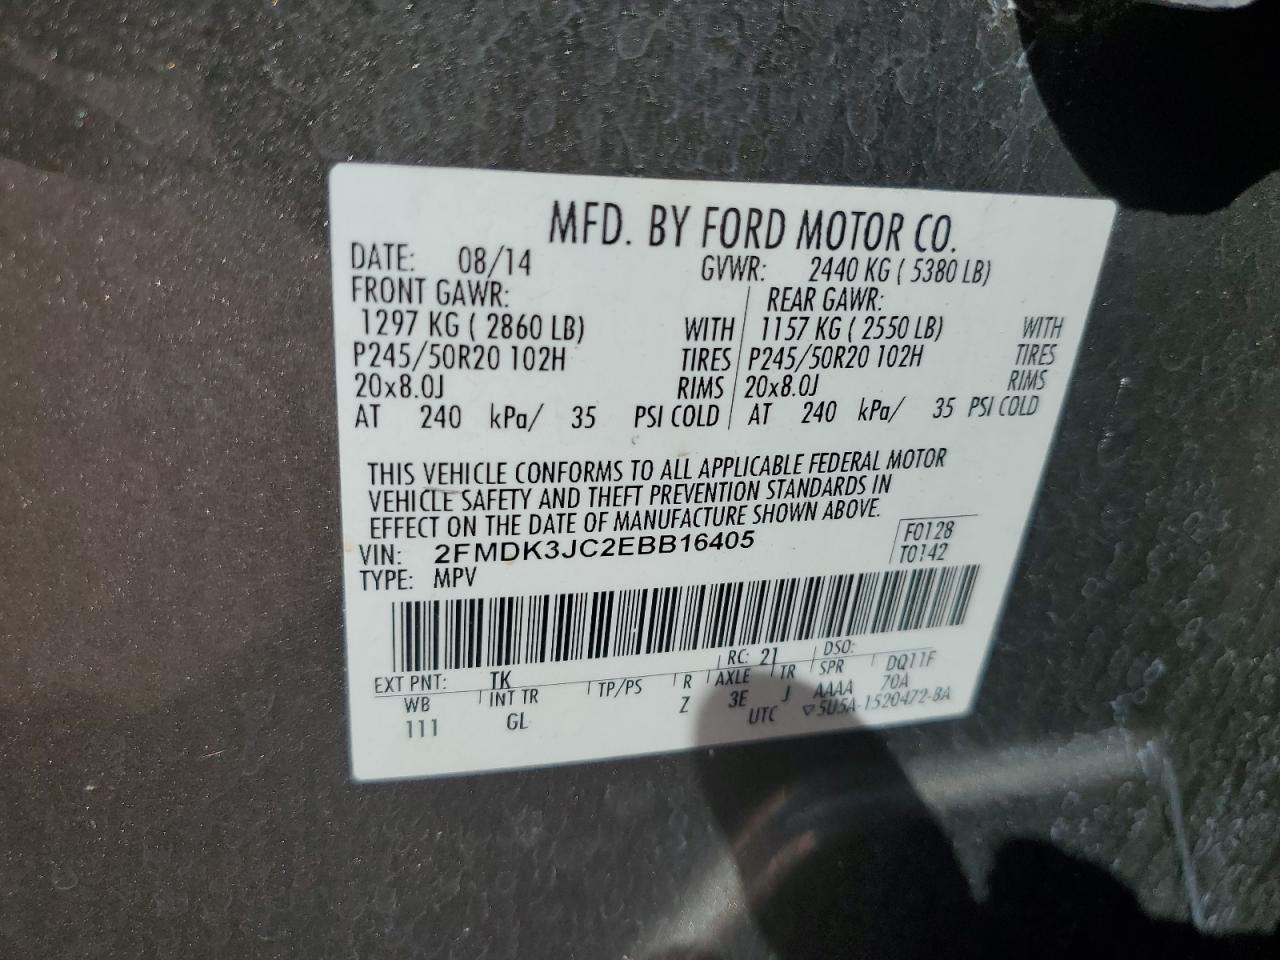 MFD. BY FORD MOTOR CO.
DATE: 08/14 GVWR: 2440 KG ( 5380 LB)
FRONT GAWR: REAR GAWR:
1297 KG ( 2860 LB) WITH 1157 KG ( 2550 LB) WITH
P245/50R20 102H TIRES P245/50R20 102H TIRES
20x8.0J RIMS 20x8.0J RIMS
AT 240 kPa/ 35 PSI COLD AT 240 kPa/ 35 PSI COLD
THIS VEHICLE CONFORMS TO ALL APPLICABLE FEDERAL MOTOR
VEHICLE SAFETY AND THEFT PREVENTION STANDARDS IN
EFFECT ON THE DATE OF MANUFACTURE SHOWN ABOVE.
VIN: 2FMDK3JC2EBB16405 F0128
TYPE: MPV T0142
EXT PNT: TK RC: 21 DSO:
WB INT TR TP/PS R AXLE TR SPR DQ11F
111 GL Z 3E J AAAA 70A
UTC ▽5U5A-1520472-BA